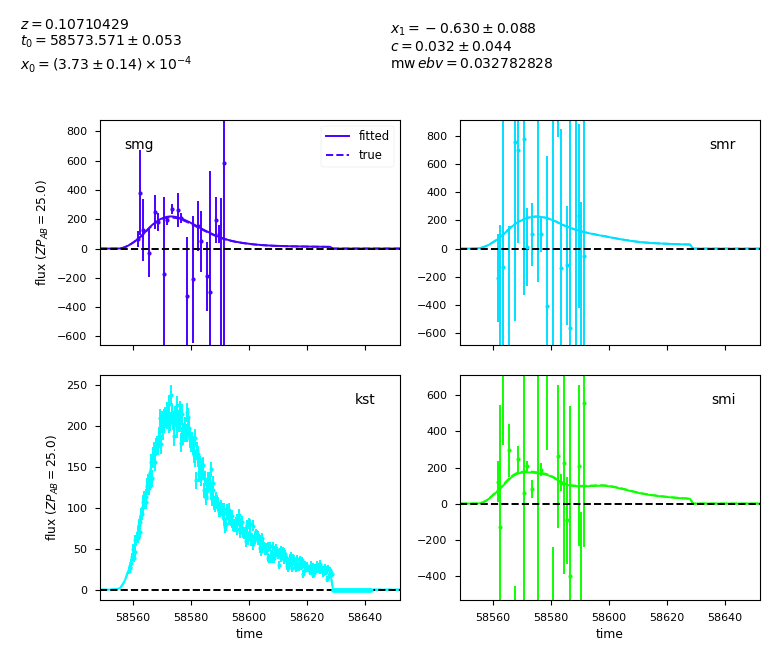 z = 0.10710429
t₀ = 58573.571 ± 0.053
x₀ = (3.73 ± 0.14) × 10⁻⁴
x₁ = −0.630 ± 0.088
c = 0.032 ± 0.044
mw ebv = 0.032782828
smg
fitted
true
800
600
400
200
0
−200
−400
−600
flux (ZP_AB = 25.0)
smr
800
600
400
200
0
−200
−400
−600
kst
250
200
150
100
50
0
flux (ZP_AB = 25.0)
58560 58580 58600 58620 58640
time
smi
600
400
200
0
−200
−400
58560 58580 58600 58620 58640
time